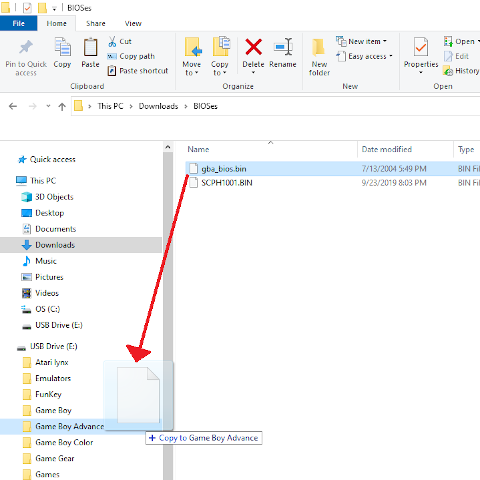 BIOSes
File
Home
Share
View
Pin to Quick access
Copy
Paste
Cut
Copy path
Paste shortcut
Move to
Copy to
Delete
Rename
New folder
New item
Easy access
Properties
Open
Edit
History
Clipboard
Organize
New
Open
This PC > Downloads > BIOSes
Name
Date modified
Type
Quick access
gba_bios.bin 7/13/2004 5:49 PM BIN Fi
SCPH1001.BIN 9/23/2019 8:03 PM BIN Fi
This PC
3D Objects
Desktop
Documents
Downloads
Music
Pictures
Videos
OS (C:)
USB Drive (E:)
USB Drive (E:)
Atari lynx
Emulators
FunKey
Game Boy
Game Boy Advance
+ Copy to Game Boy Advance
Game Boy Color
Game Gear
Games